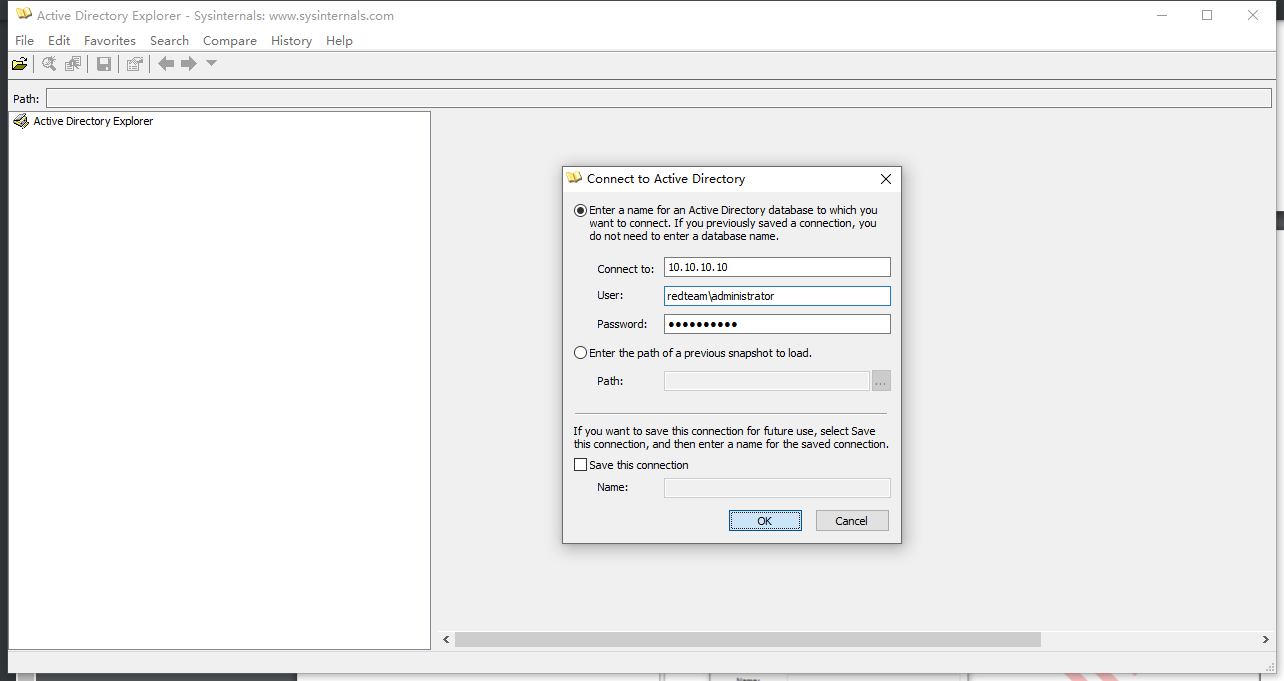 Active Directory Explorer - Sysinternals: www.sysinternals.com
File Edit Favorites Search Compare History Help
Path:
Active Directory Explorer
Connect to Active Directory
Enter a name for an Active Directory database to which you
want to connect. If you previously saved a connection, you
do not need to enter a database name.
Connect to: 10.10.10.10
User: redteam\administrator
Password: ●●●●●●●●●●
Enter the path of a previous snapshot to load.
Path: ...
If you want to save this connection for future use, select Save
this connection, and then enter a name for the saved connection.
Save this connection
Name:
OK Cancel